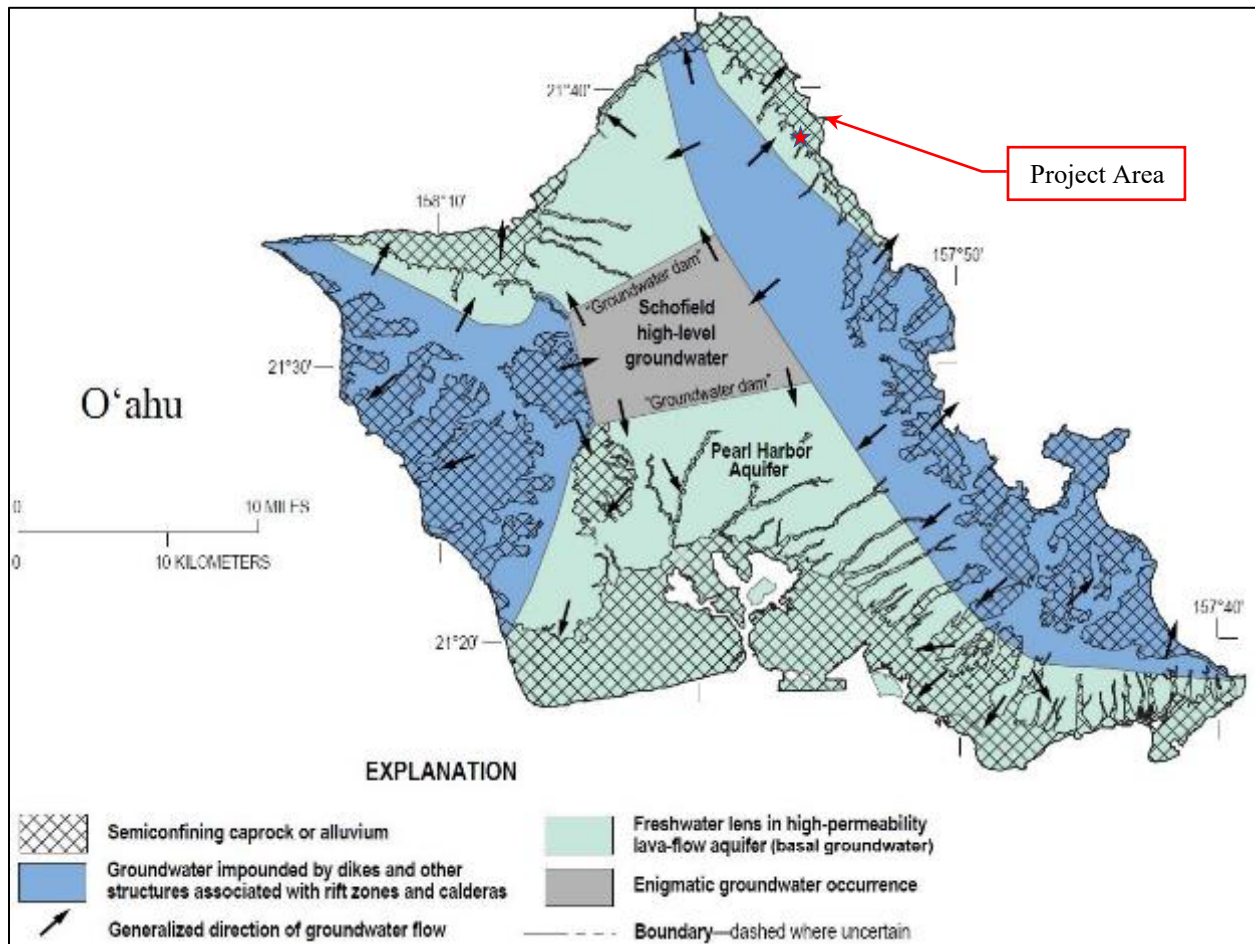 21°40'
Project Area
158°10'
157°50'
"Groundwater dam"
Schofield
high-level
groundwater
21°30'
"Groundwater dam"
Oʻahu
Pearl Harbor
Aquifer
0
10 MILES
0
10 KILOMETERS
157°40'
21°20'
EXPLANATION
Semiconfining caprock or alluvium
Groundwater impounded by dikes and other
structures associated with rift zones and calderas
Generalized direction of groundwater flow
Freshwater lens in high-permeability
lava-flow aquifer (basal groundwater)
Enigmatic groundwater occurrence
Boundary—dashed where uncertain